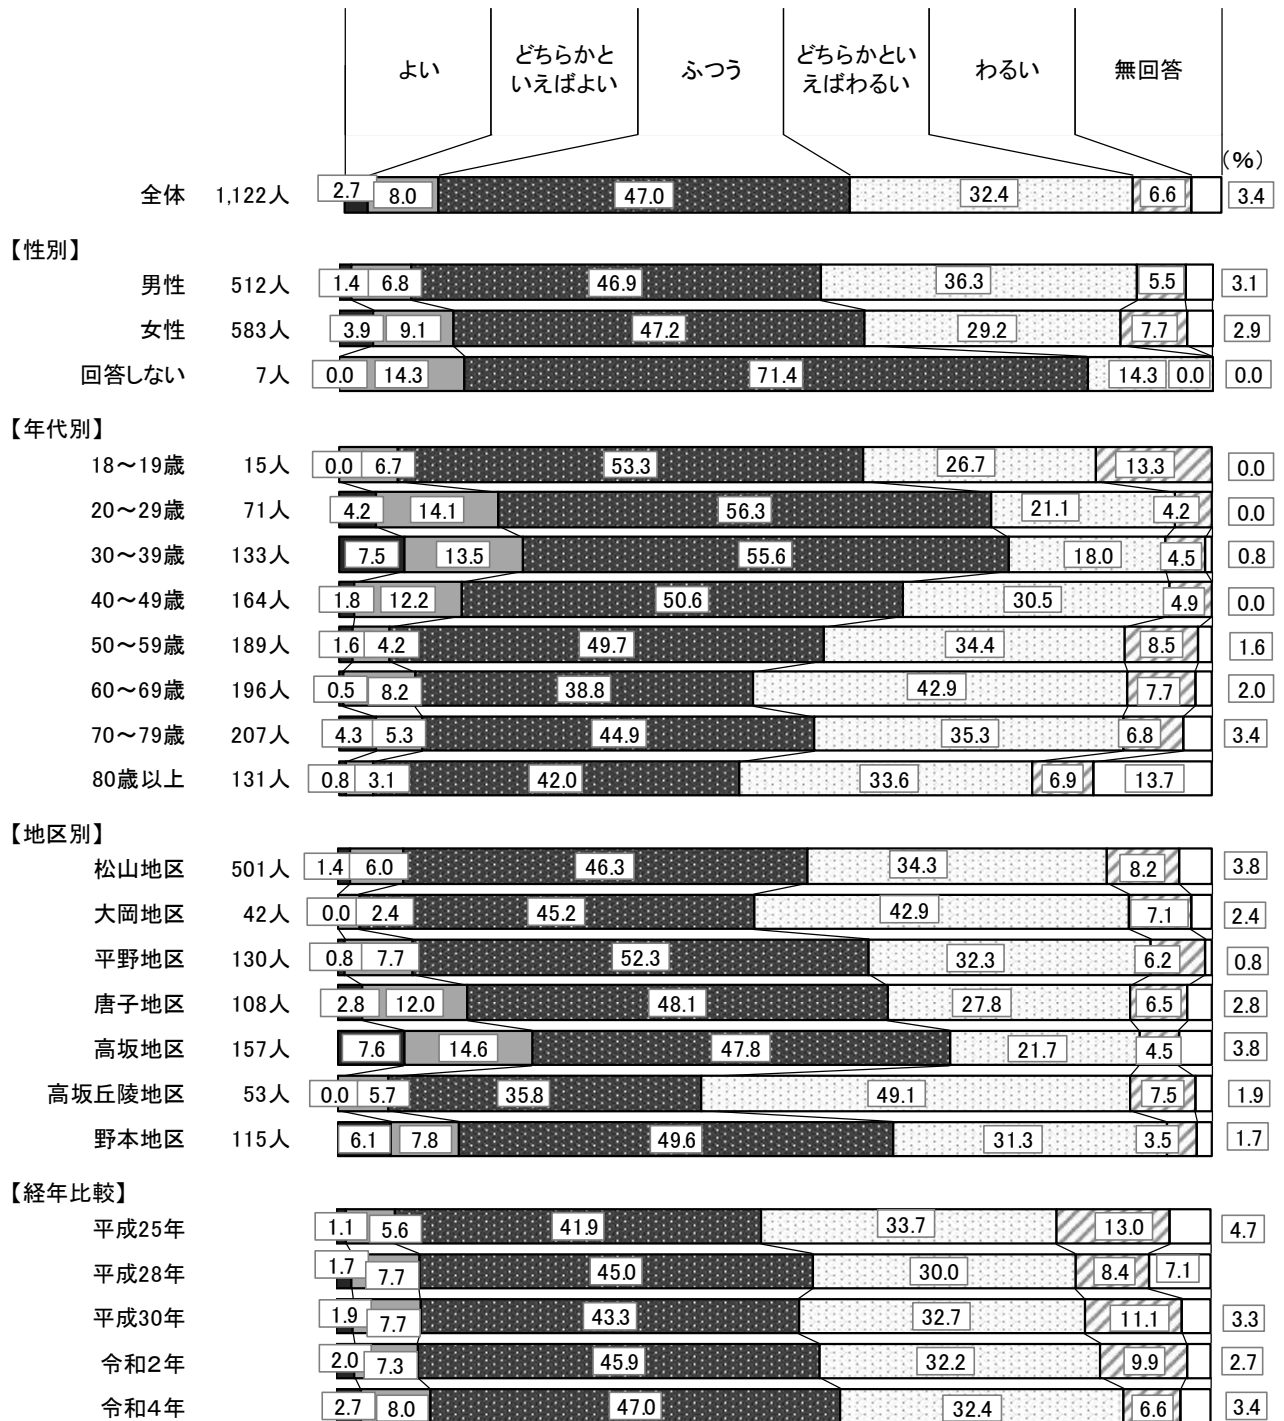 よい
どちらかと
いえばよい
ふつう
どちらかとい
えばわるい
わるい
無回答
(%)
全体 1,122人 2.7 8.0 47.0 32.4 6.6 3.4
【性別】
男性 512人 1.4 6.8 46.9 36.3 5.5 3.1
女性 583人 3.9 9.1 47.2 29.2 7.7 2.9
回答しない 7人 0.0 14.3 71.4 14.3 0.0 0.0
【年代別】
18～19歳 15人 0.0 6.7 53.3 26.7 13.3 0.0
20～29歳 71人 4.2 14.1 56.3 21.1 4.2 0.0
30～39歳 133人 7.5 13.5 55.6 18.0 4.5 0.8
40～49歳 164人 1.8 12.2 50.6 30.5 4.9 0.0
50～59歳 189人 1.6 4.2 49.7 34.4 8.5 1.6
60～69歳 196人 0.5 8.2 38.8 42.9 7.7 2.0
70～79歳 207人 4.3 5.3 44.9 35.3 6.8 3.4
80歳以上 131人 0.8 3.1 42.0 33.6 6.9 13.7
【地区別】
松山地区 501人 1.4 6.0 46.3 34.3 8.2 3.8
大岡地区 42人 0.0 2.4 45.2 42.9 7.1 2.4
平野地区 130人 0.8 7.7 52.3 32.3 6.2 0.8
唐子地区 108人 2.8 12.0 48.1 27.8 6.5 2.8
高坂地区 157人 7.6 14.6 47.8 21.7 4.5 3.8
高坂丘陵地区 53人 0.0 5.7 35.8 49.1 7.5 1.9
野本地区 115人 6.1 7.8 49.6 31.3 3.5 1.7
【経年比較】
平成25年 1.1 5.6 41.9 33.7 13.0 4.7
平成28年 1.7 7.7 45.0 30.0 8.4 7.1
平成30年 1.9 7.7 43.3 32.7 11.1 3.3
令和2年 2.0 7.3 45.9 32.2 9.9 2.7
令和4年 2.7 8.0 47.0 32.4 6.6 3.4